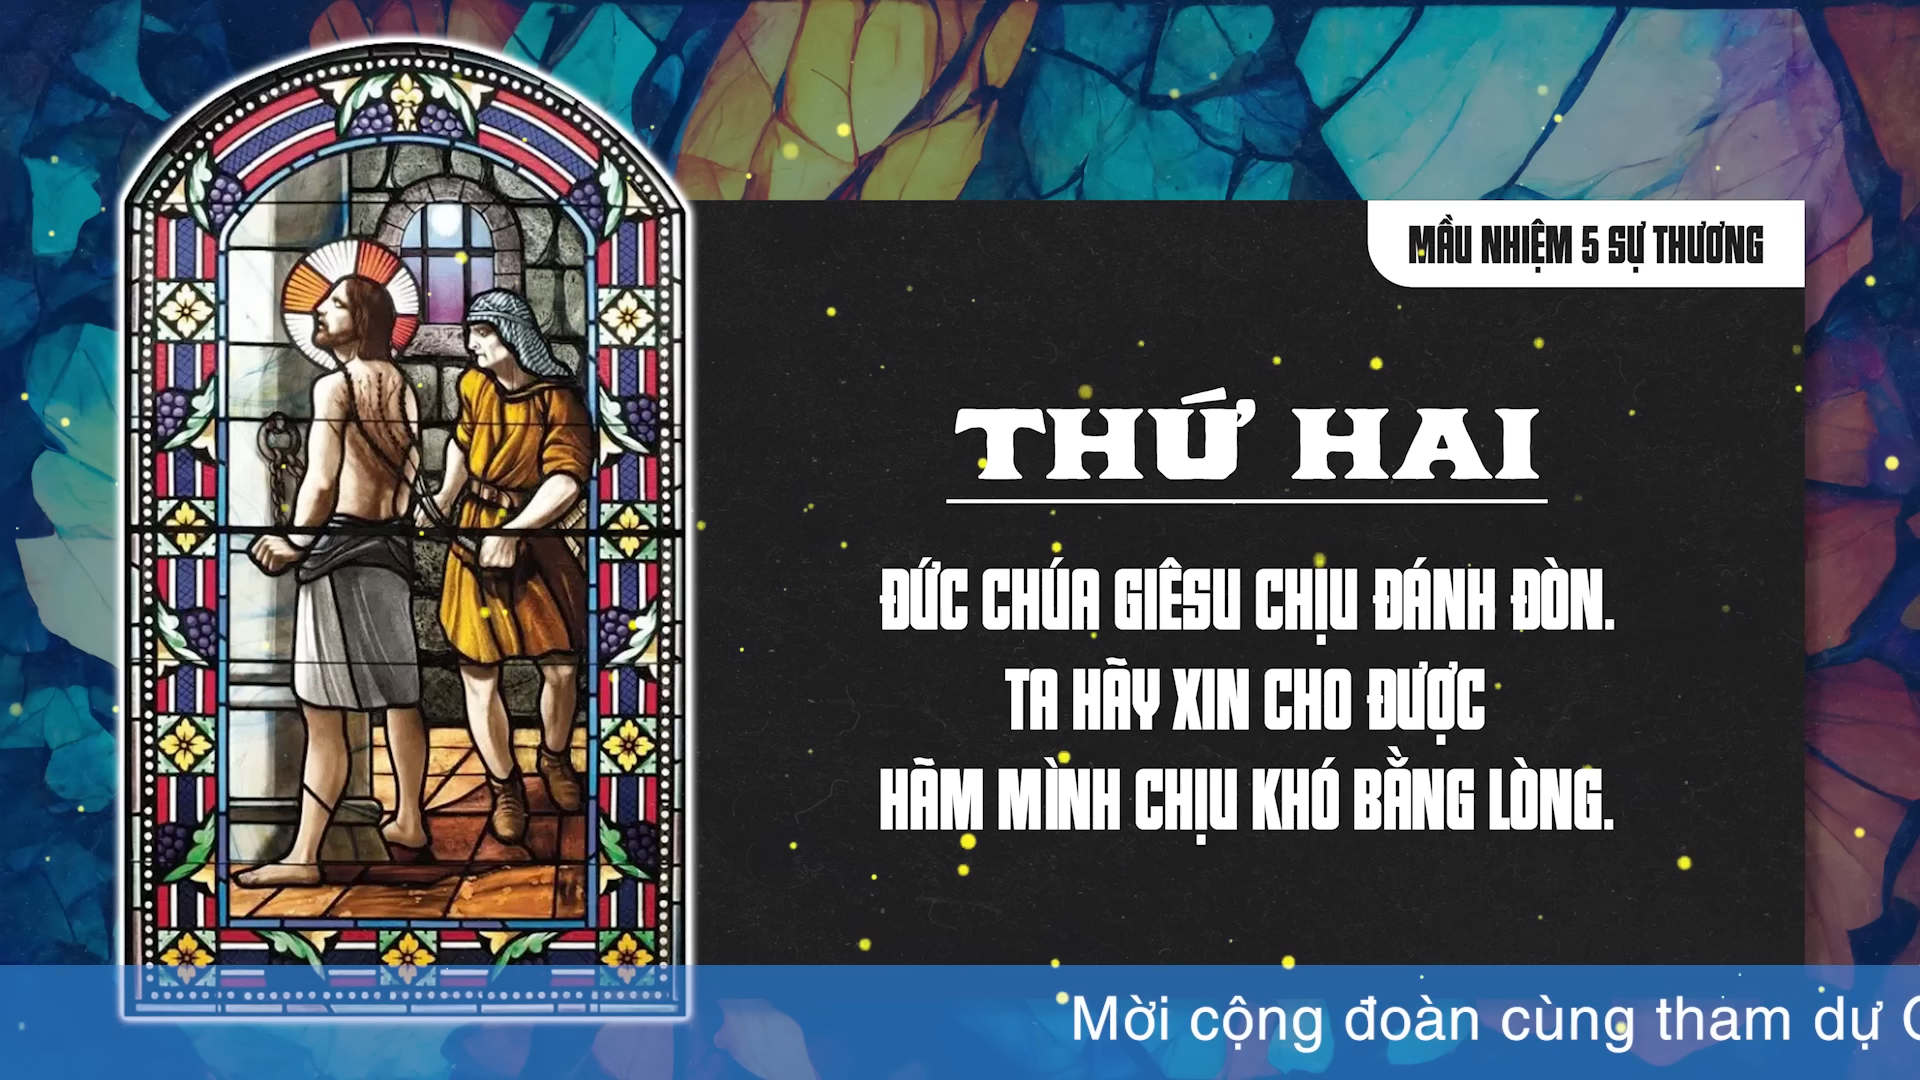 MẦU NHIỆM 5 SỰ THƯƠNG
THỨ HAI
ĐỨC CHÚA GIÊSU CHỊU ĐÁNH ĐÒN.
TA HÃY XIN CHO ĐƯỢC
HÃM MÌNH CHỊU KHÓ BẰNG LÒNG.
Mời cộng đoàn cùng tham dự